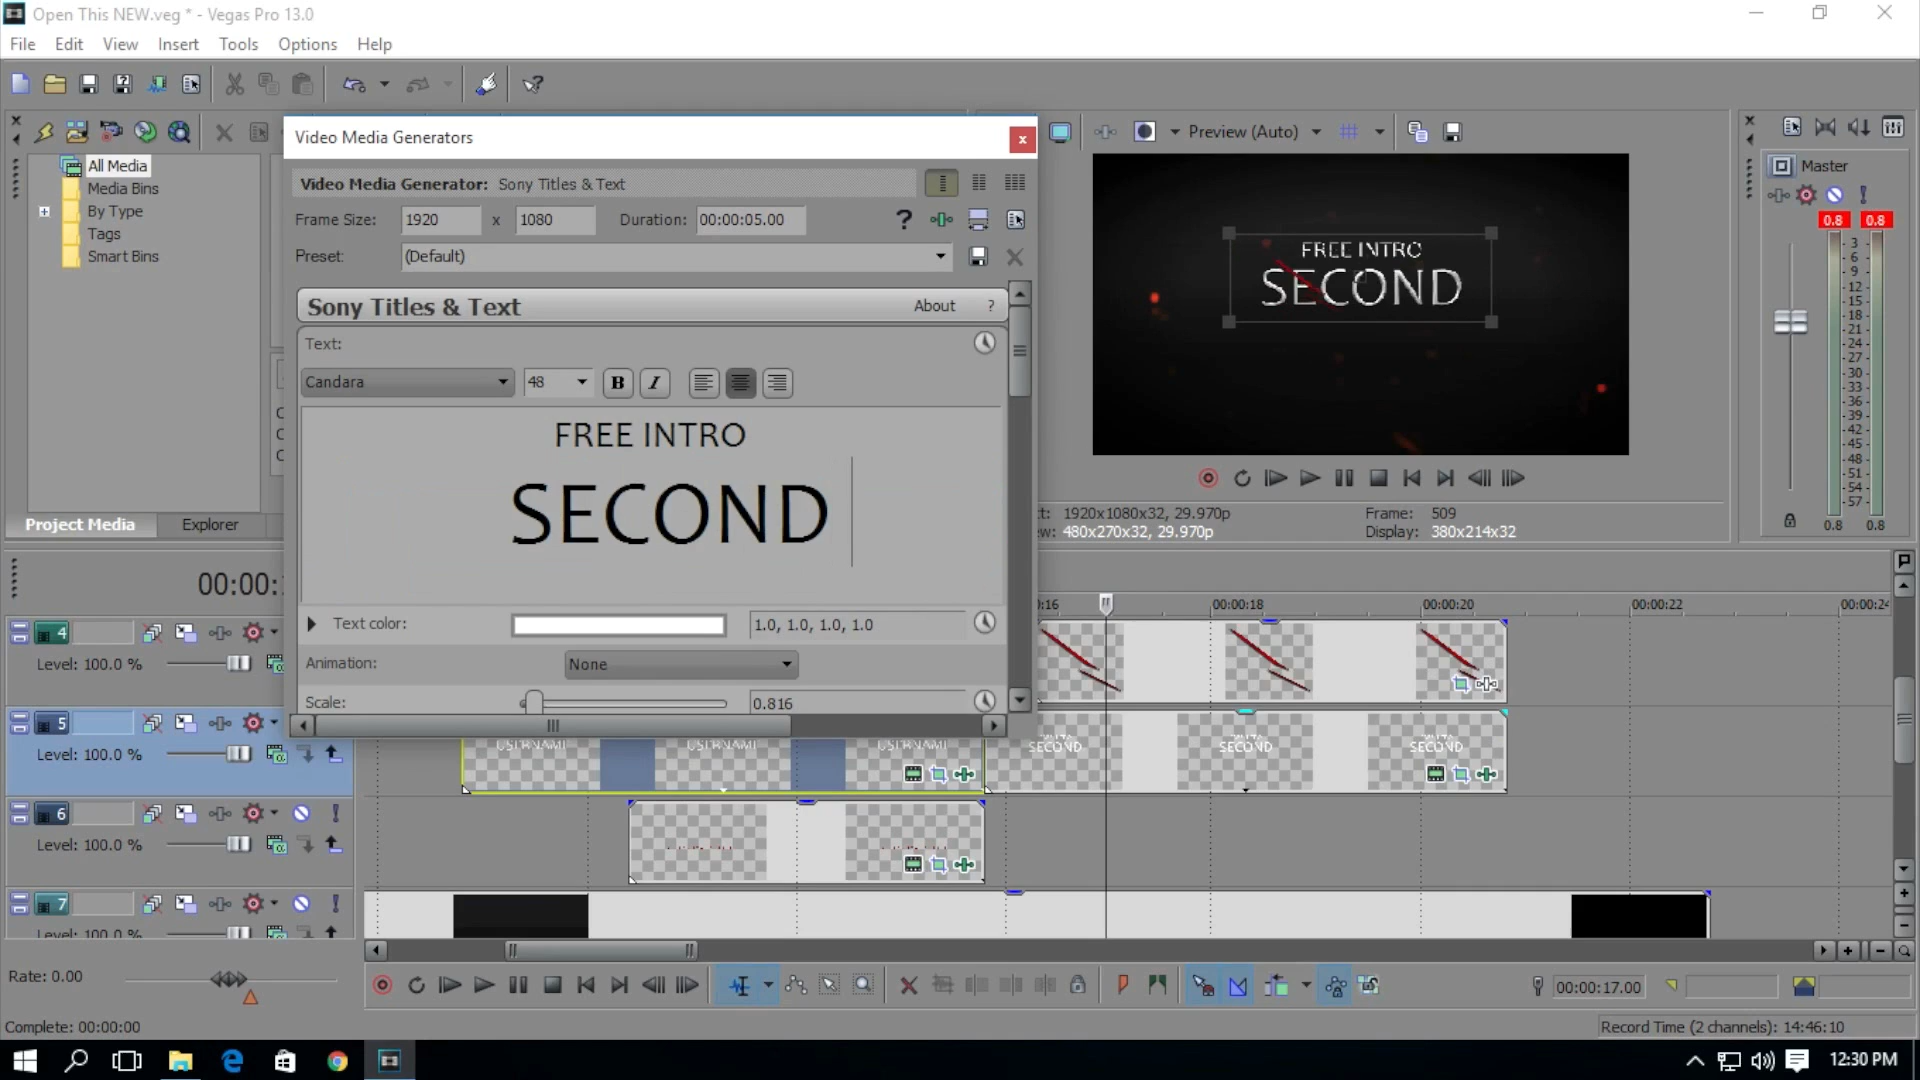 Open This NEW.veg * - Vegas Pro 13.0
File Edit View Insert Tools Options Help
Video Media Generators
Video Media Generator: Sony Titles & Text
Frame Size: 1920 x 1080 Duration: 00:00:05.00
Preset: (Default)
Sony Titles & Text About ?
Text:
Candara 48 B I
FREE INTRO
SECOND
Text color: 1.0, 1.0, 1.0, 1.0
Animation: None
Scale: 0.816
All Media
Media Bins
By Type
Tags
Smart Bins
Project Media Explorer
Preview (Auto)
FREE INTRO
SECOND
1920x1080x32, 29.970p Frame: 509
480x270x32, 29.970p Display: 380x214x32
Master
0.8 0.8
3
6
9
12
15
18
21
24
27
30
33
36
39
42
45
48
51
54
57
0.8 0.8
00:00:
:16 00:00:18 00:00:20 00:00:22 00:00:24
4
Level: 100.0 %
5
Level: 100.0 %
SECOND SECOND SECOND
6
Level: 100.0 %
7
Level: 100.0 %
Rate: 0.00
00:00:17.00
Complete: 00:00:00
Record Time (2 channels): 14:46:10
12:30 PM